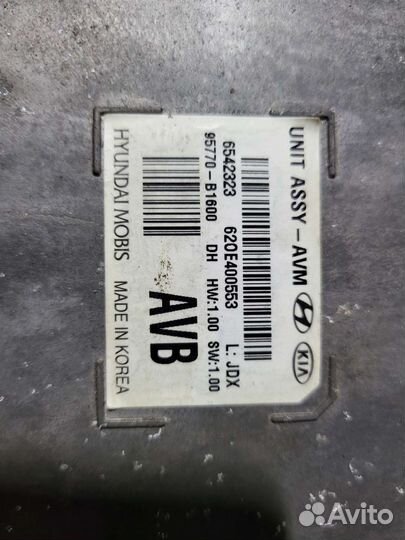 UNIT ASSY-AVM
KIA
6542323 620E400553 L: JDX
95770-B1600 DH HW:1.00 SW:1.00
AVB
HYUNDAI MOBIS MADE IN KOREA
Avito